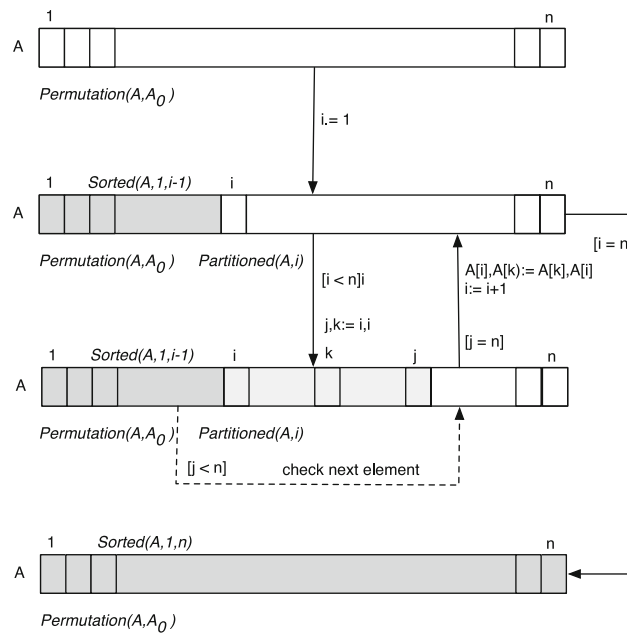 1 n
A
Permutation(A,A0 )
i.= 1
1 Sorted(A,1,i-1) i n
A
[i = n
Permutation(A,A0 ) Partitioned(A,i)
A[i],A(k):= A[k],A[i]
i:= i+1
[i < n]i
j,k:= i,i
[j = n]
k
1 Sorted(A,1,i-1) i j n
A
Permutation(A,A0 ) Partitioned(A,i)
[j < n] check next element
1 Sorted(A,1,n) n
A
Permutation(A,A0 )